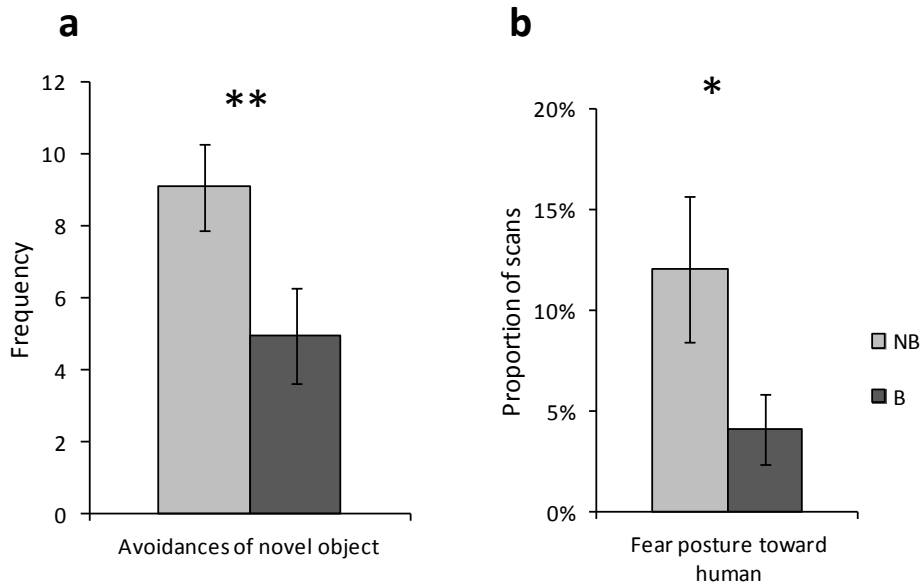 a
**
12
10
8
6
4
2
0
Frequency
Avoidances of novel object
b
*
20%
15%
10%
5%
0%
Proportion of scans
Fear posture toward
human
NB
B